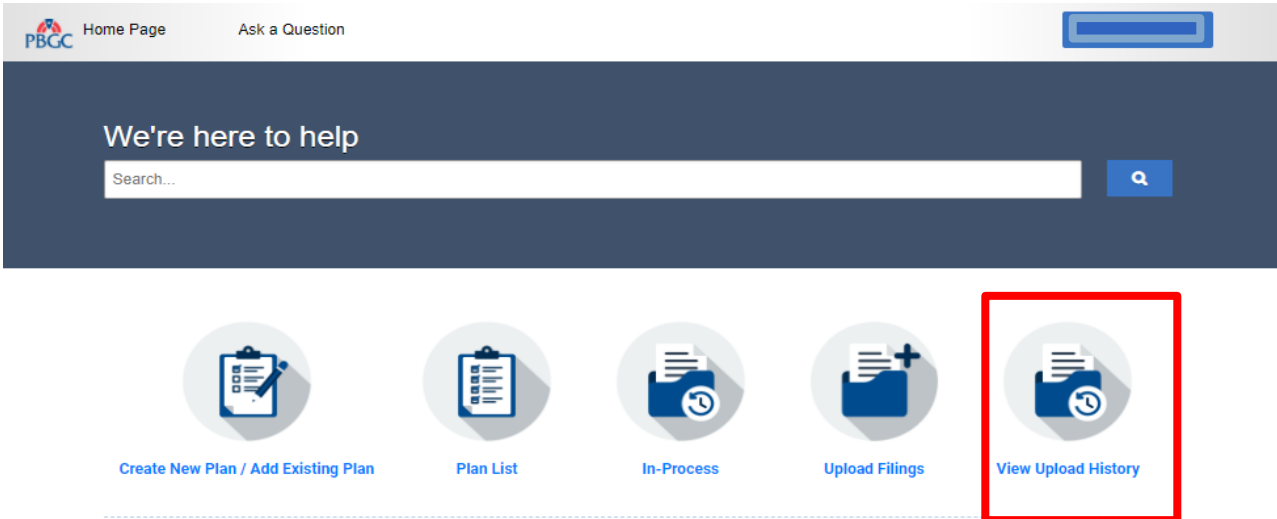 PBGC Home Page Ask a Question
We're here to help
Search...
Create New Plan / Add Existing Plan Plan List In-Process Upload Filings View Upload History